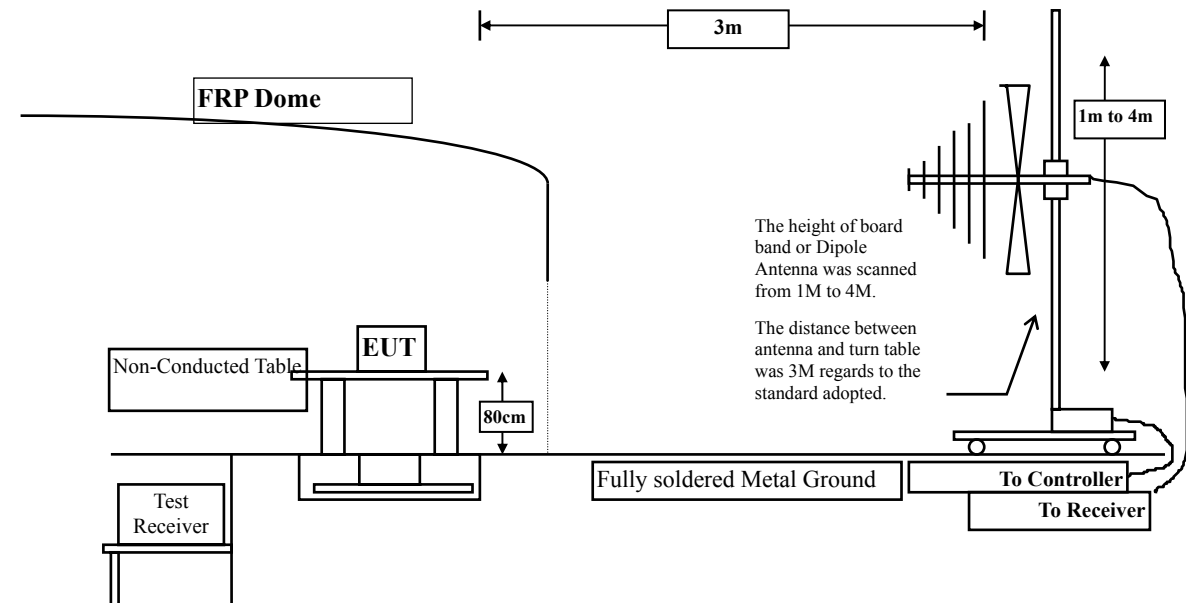 3m
FRP Dome
1m to 4m
The height of board
band or Dipole
Antenna was scanned
from 1M to 4M.
The distance between
antenna and turn table
was 3M regards to the
standard adopted.
EUT
Non-Conducted Table
80cm
Fully soldered Metal Ground
To Controller
To Receiver
Test
Receiver